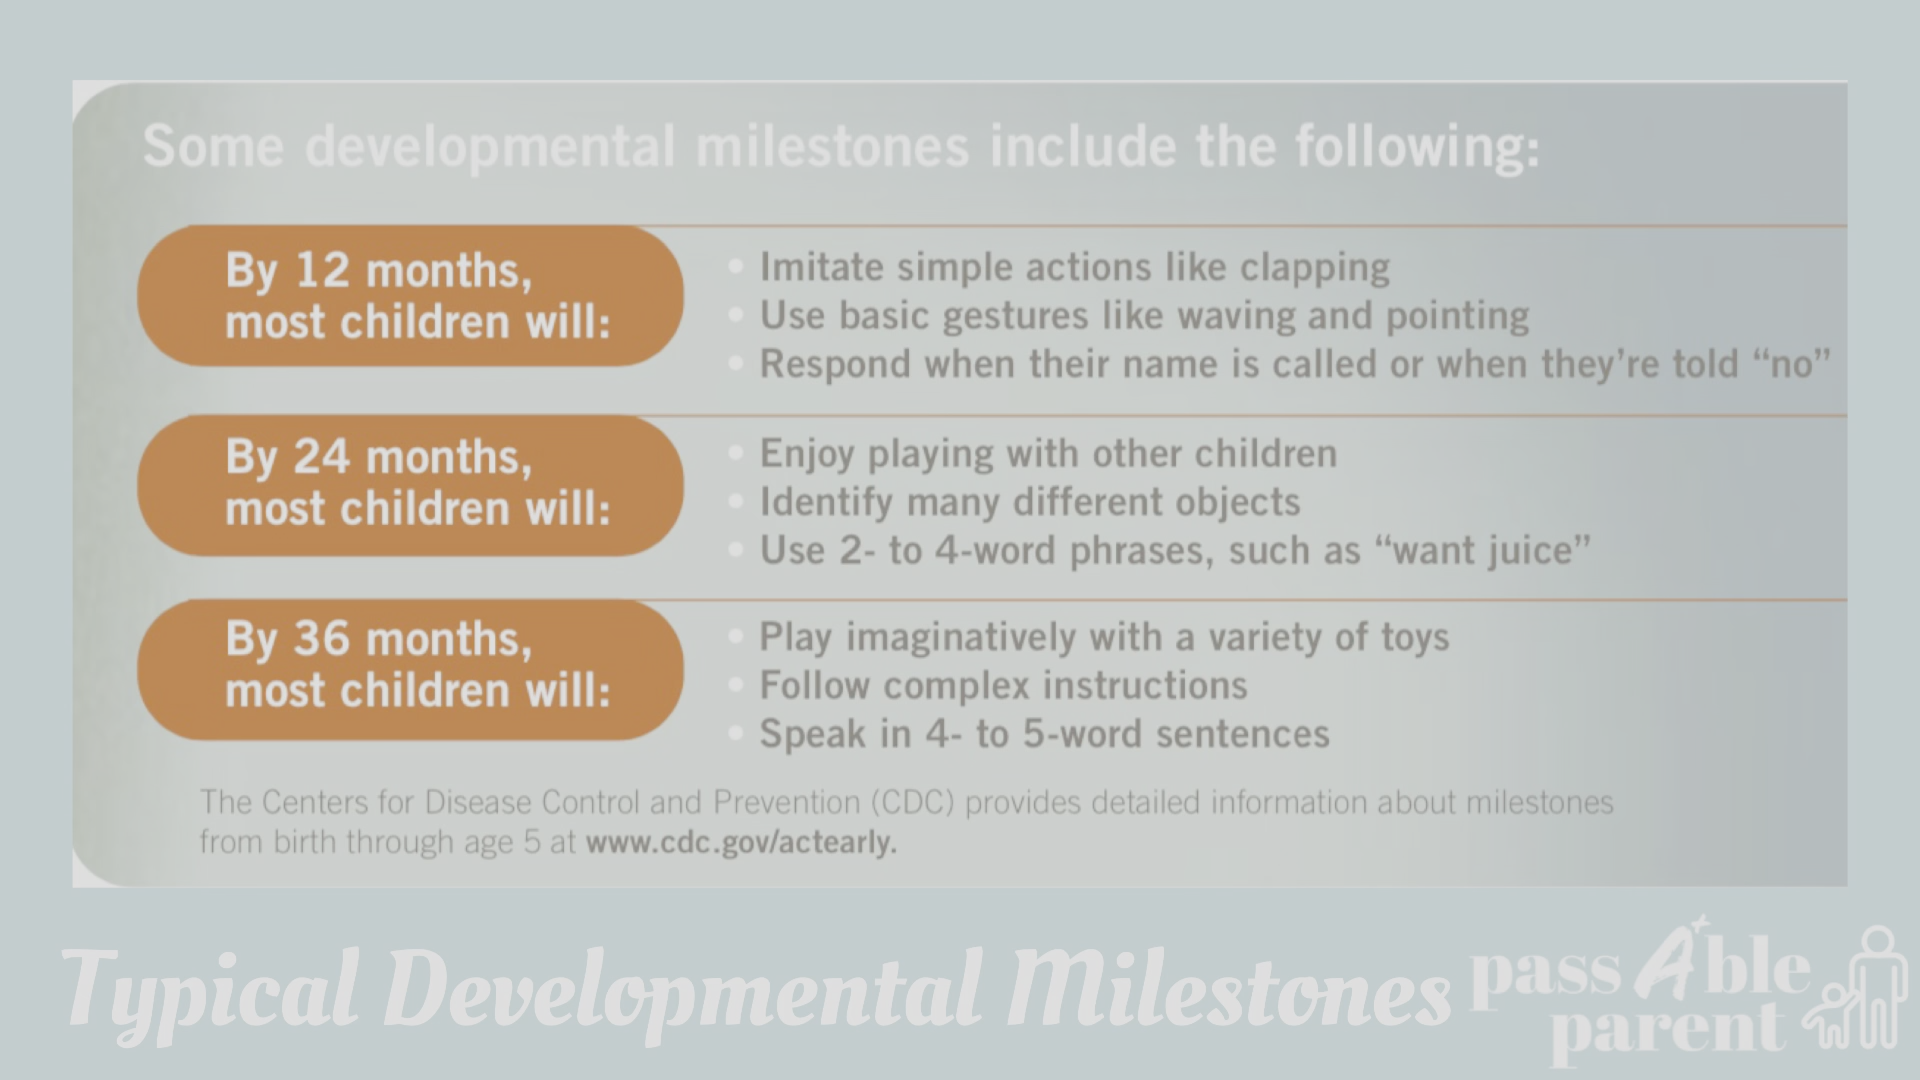 Some developmental milestones include the following:
By 12 months,
most children will:
• Imitate simple actions like clapping
• Use basic gestures like waving and pointing
• Respond when their name is called or when they’re told “no”
By 24 months,
most children will:
• Enjoy playing with other children
• Identify many different objects
• Use 2- to 4-word phrases, such as “want juice”
By 36 months,
most children will:
• Play imaginatively with a variety of toys
• Follow complex instructions
• Speak in 4- to 5-word sentences
The Centers for Disease Control and Prevention (CDC) provides detailed information about milestones
from birth through age 5 at www.cdc.gov/actearly.
Typical Developmental Milestones
pass A+ble
parent